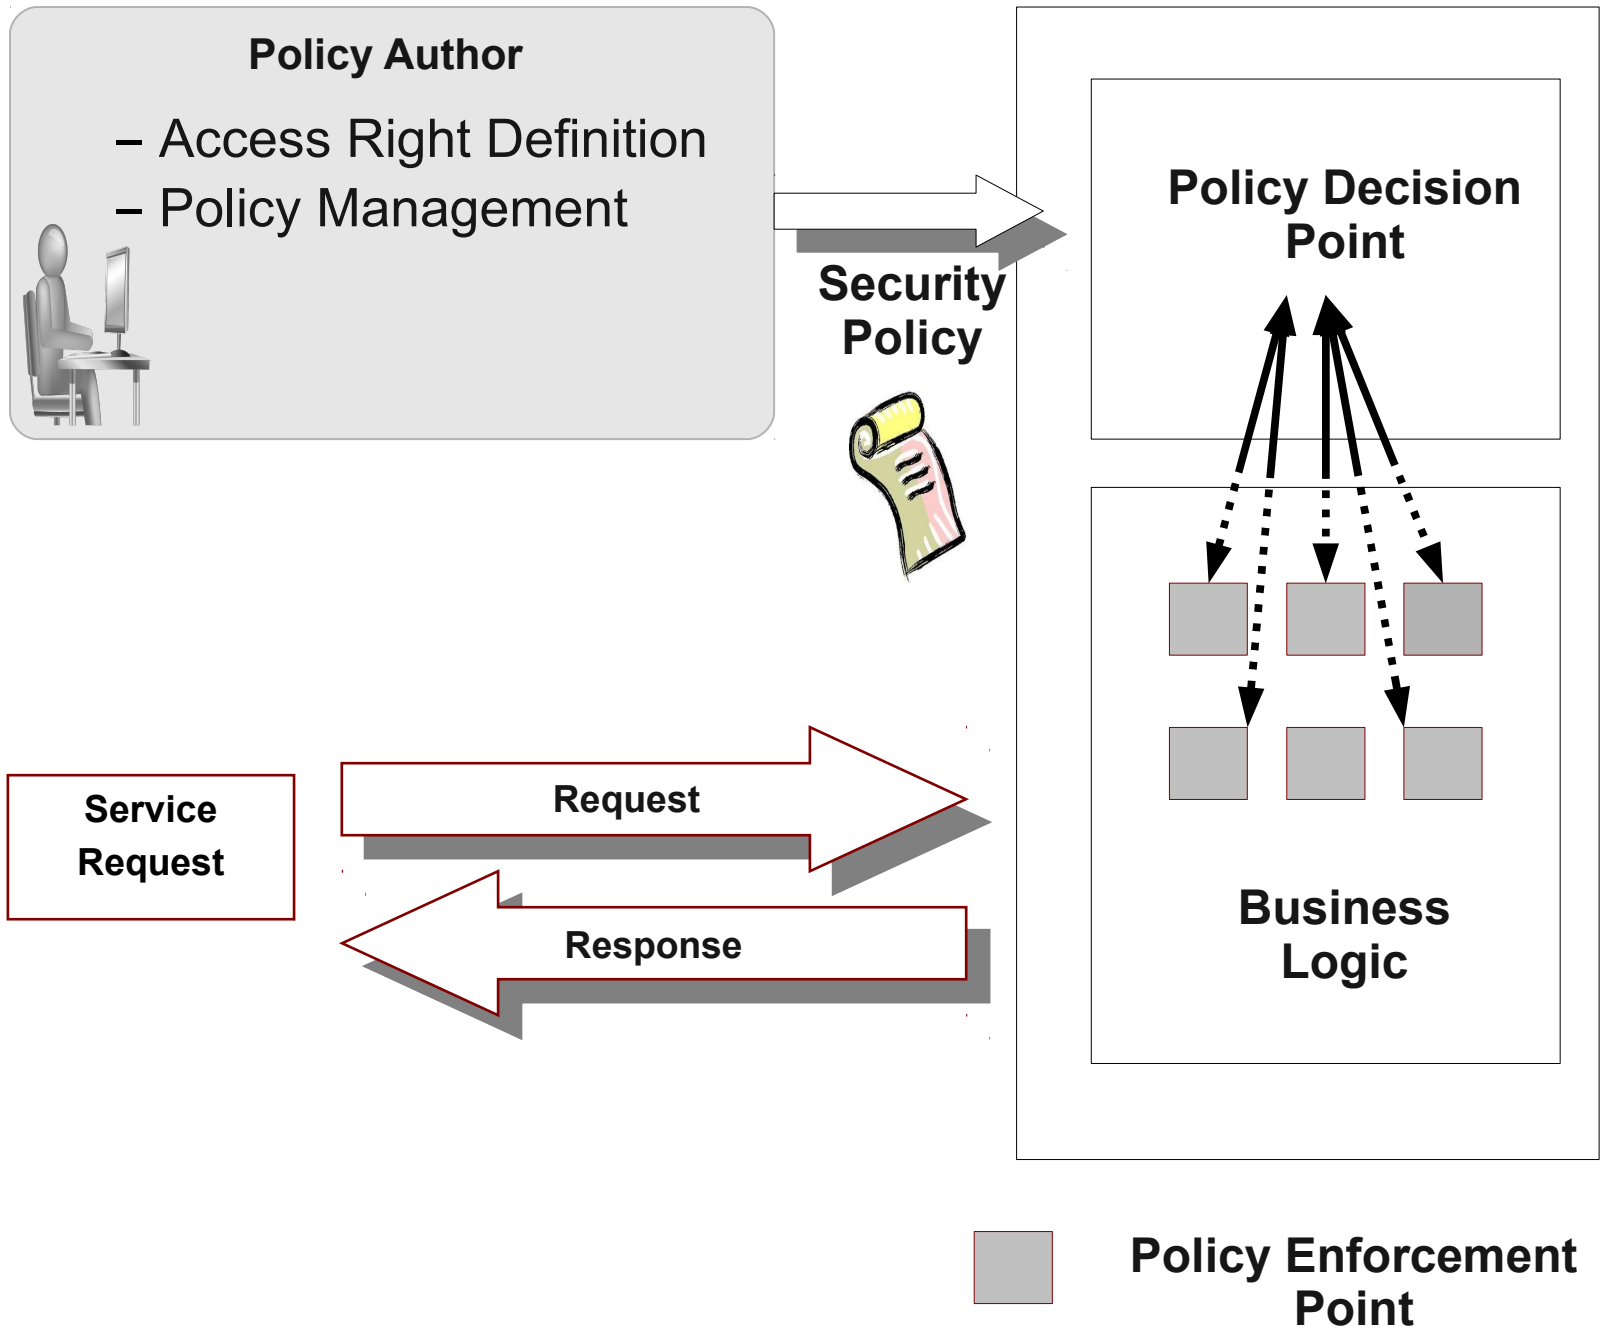 Policy Author
– Access Right Definition
– Policy Management
Security
Policy
Policy Decision
Point
Service
Request
Request
Response
Business
Logic
Policy Enforcement
Point